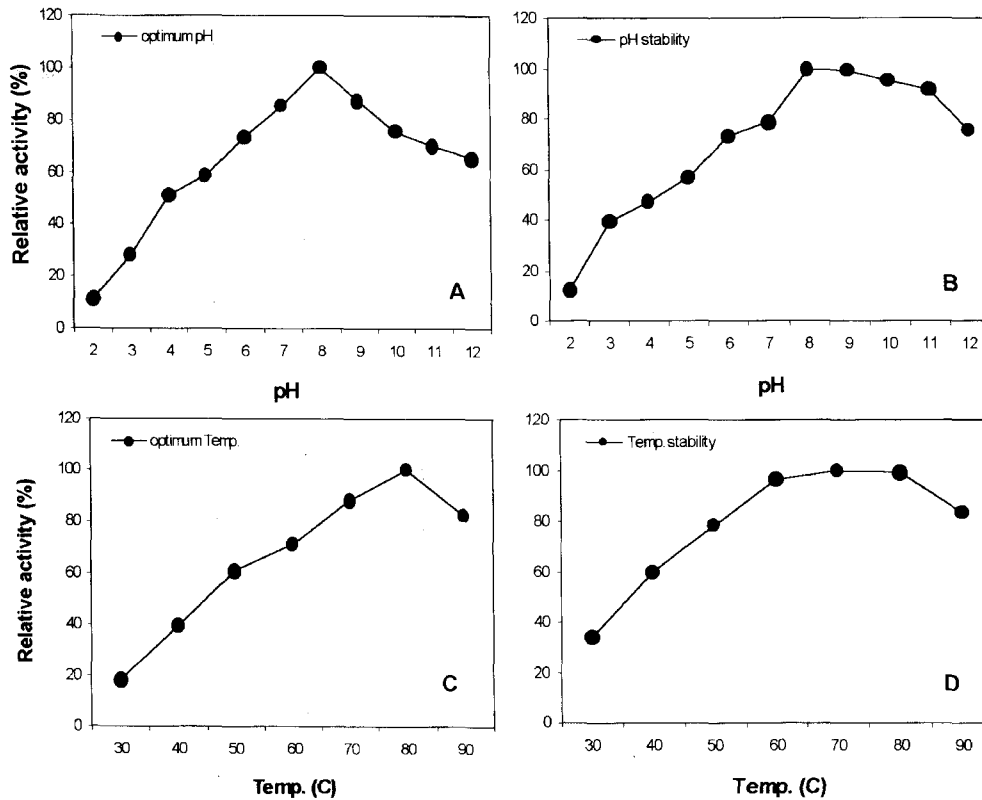 120
optimum pH
100
80
60
40
20
0
Relative activity (%)
A
2 3 4 5 6 7 8 9 10 11 12
pH
120
pH stability
100
80
60
40
20
0
B
2 3 4 5 6 7 8 9 10 11 12
pH
120
optimum Temp.
100
80
60
40
20
0
Relative activity (%)
C
30 40 50 60 70 80 90
Temp. (C)
120
Temp. stability
100
80
60
40
20
0
D
30 40 50 60 70 80 90
Temp. (C)